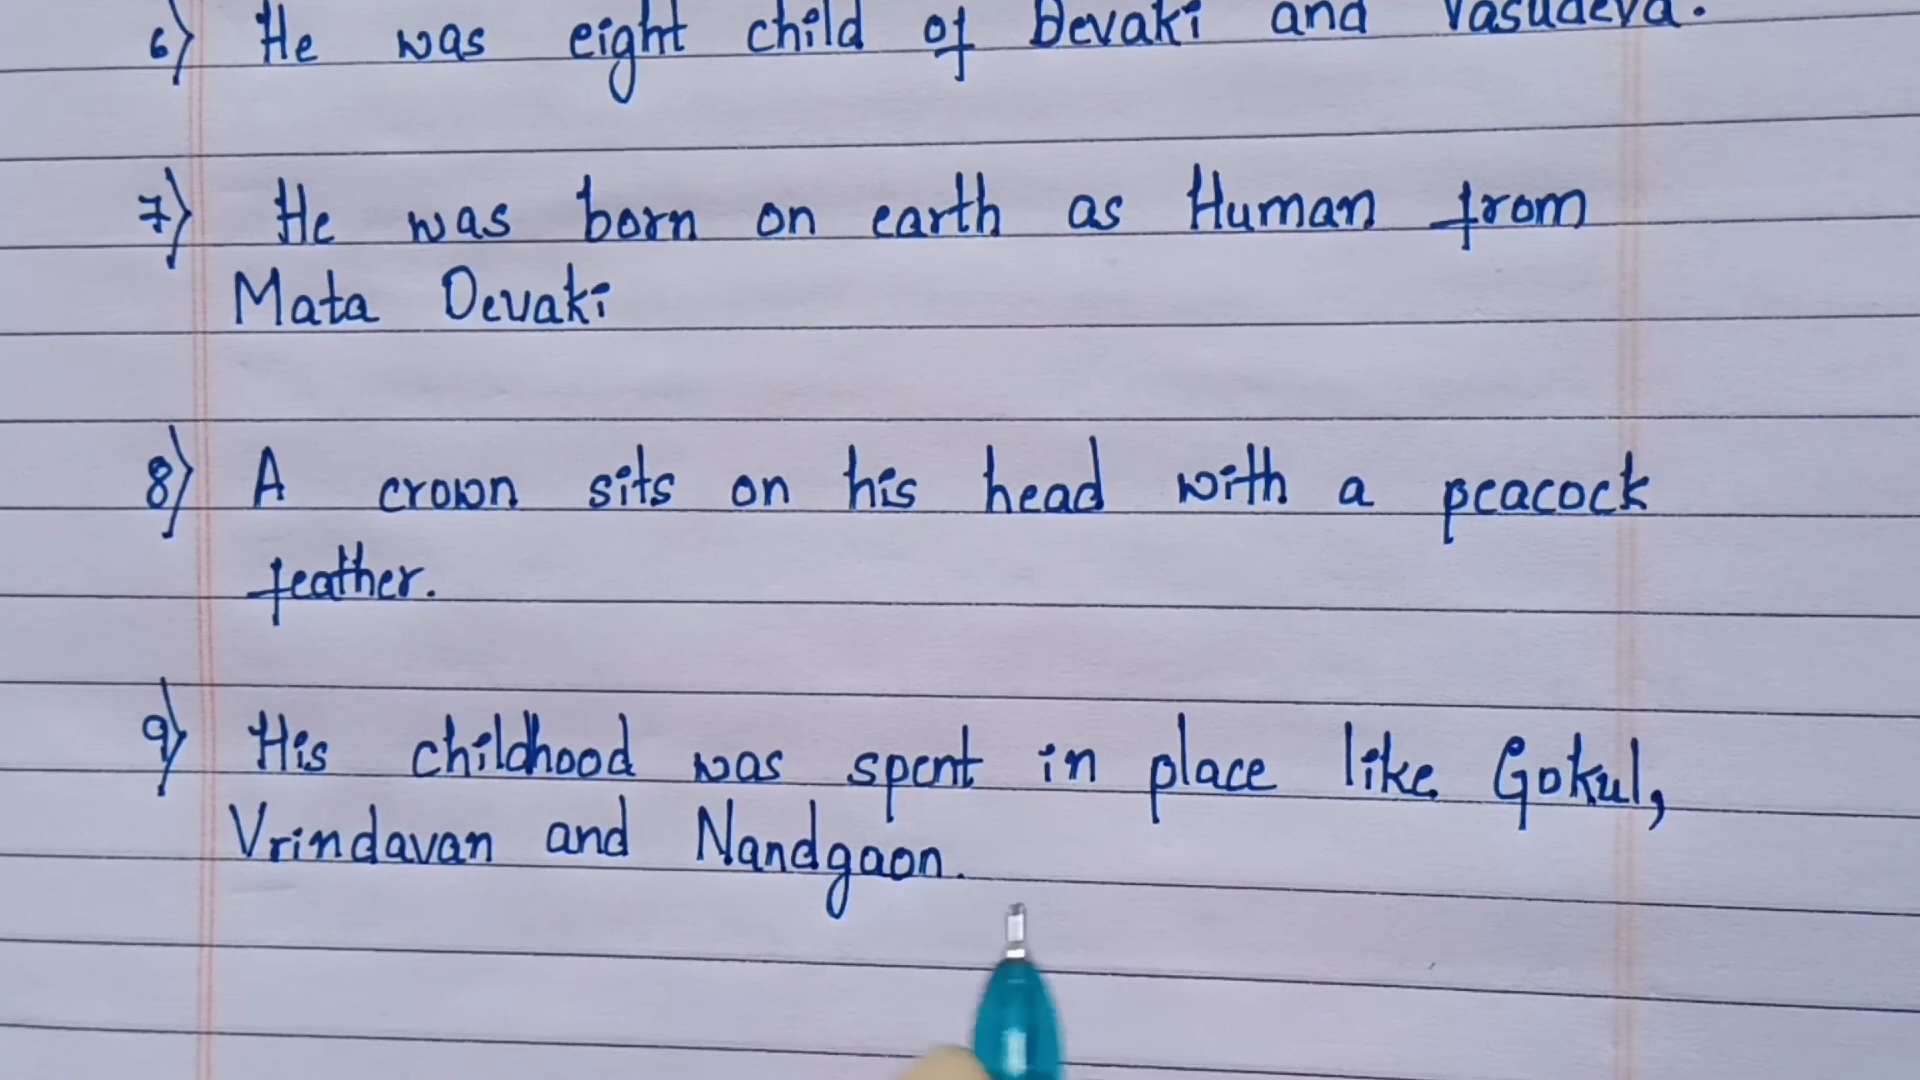 6) He was eight child of Devaki and Vasudeva.
7) He was born on earth as Human from
Mata Devaki
8) A crown sits on his head with a peacock
feather.
9) His childhood was spent in place like Gokul,
Vrindavan and Nandgaon.